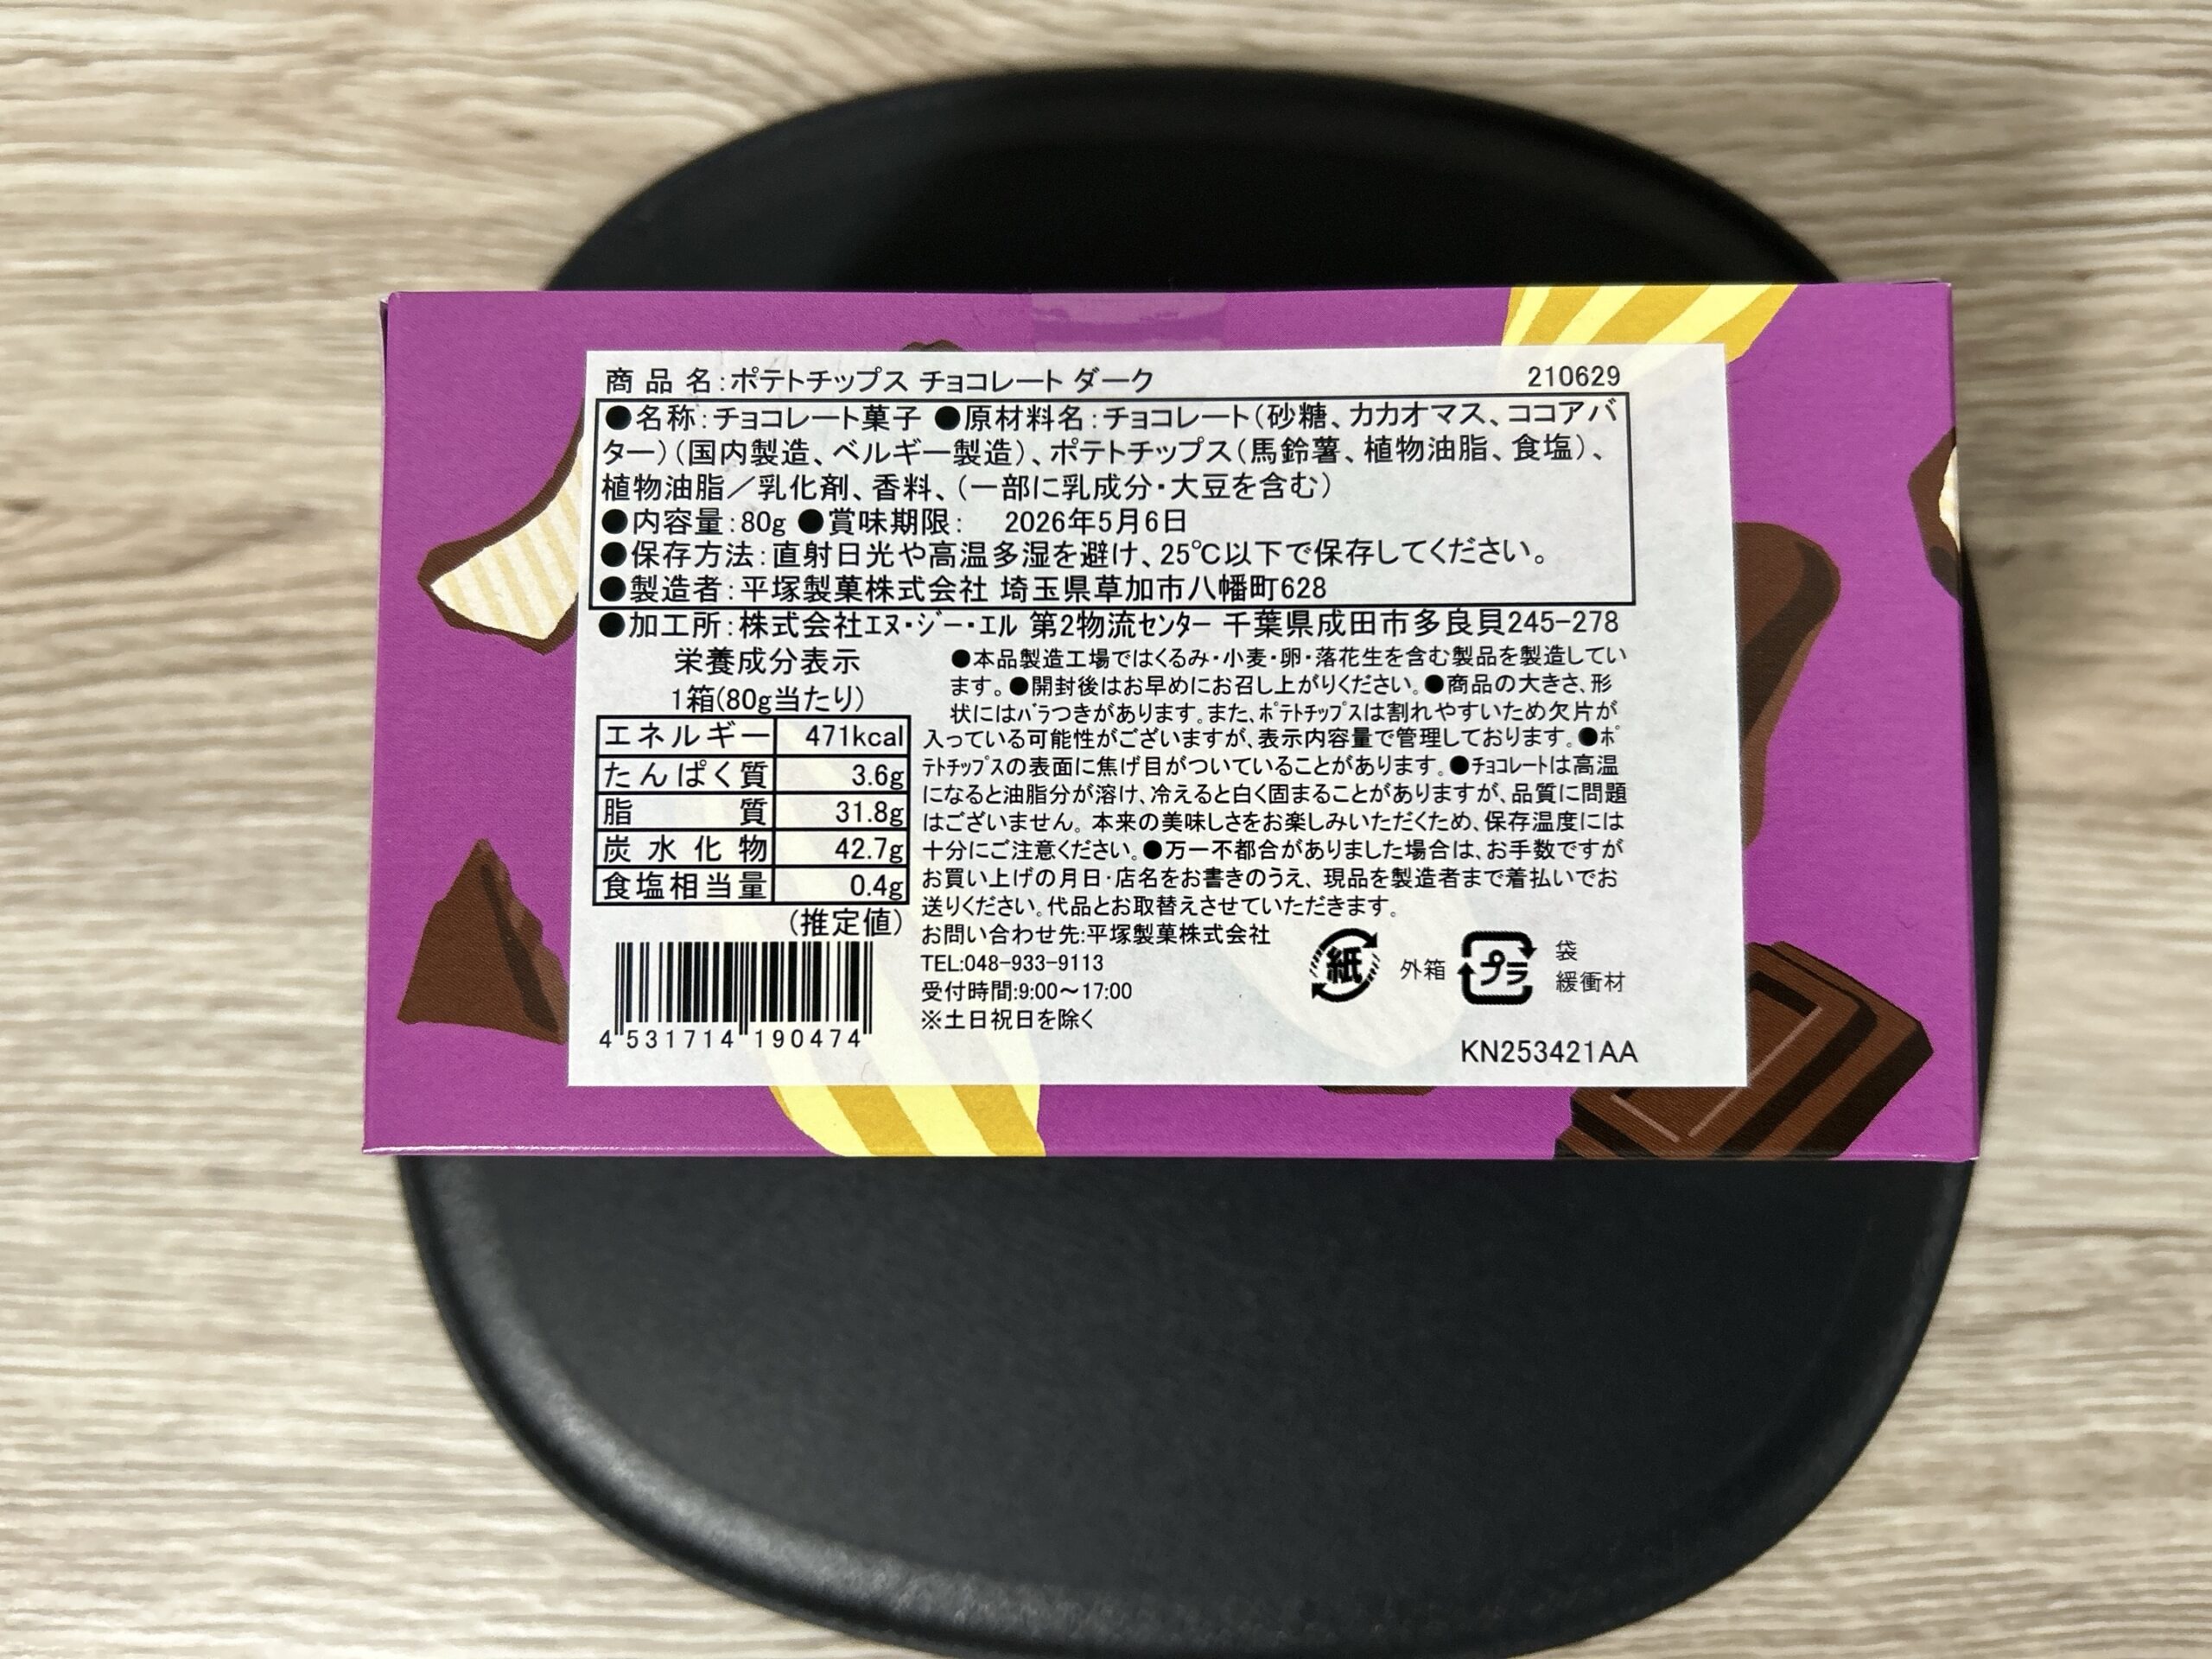 商品名:ポテトチップス チョコレート ダーク 210629
●名称:チョコレート菓子 ●原材料名:チョコレート(砂糖、カカオマス、ココアバ
ター)(国内製造、ベルギー製造)、ポテトチップス(馬鈴薯、植物油脂、食塩)、
植物油脂/乳化剤、香料、(一部に乳成分・大豆を含む)
●内容量:80g ●賞味期限: 2026年5月6日
●保存方法:直射日光や高温多湿を避け、25℃以下で保存してください。
●製造者:平塚製菓株式会社 埼玉県草加市八幡町628
●加工所:株式会社ｴﾇ・ｼﾞｰ・ｴﾙ 第2物流ｾﾝﾀｰ 千葉県成田市多良貝245-278
栄養成分表示
1箱(80g当たり)
エネルギー 471kcal
たんぱく質 3.6g
脂質 31.8g
炭水化物 42.7g
食塩相当量 0.4g
(推定値)
4 531714 190474
●本品製造工場ではくるみ・小麦・卵・落花生を含む製品を製造してい
ます。●開封後はお早めにお召し上がりください。●商品の大きさ、形
状にはﾊﾞﾗつきがあります。また、ﾎﾟﾃﾄﾁｯﾌﾟｽは割れやすいため欠片が
入っている可能性がございますが、表示内容量で管理しております。●ﾎﾟ
ﾃﾄﾁｯﾌﾟｽの表面に焦げ目がついていることがあります。●ﾁｮｺﾚｰﾄは高温
になると油脂分が溶け、冷えると白く固まることがありますが、品質に問題
はございません。本来の美味しさをお楽しみいただくため、保存温度には
十分にご注意ください。●万一不都合がありました場合は、お手数ですが
お買い上げの月日・店名をお書きのうえ、現品を製造者まで着払いでお
送りください。代品とお取替えさせていただきます。
お問い合わせ先:平塚製菓株式会社
TEL:048-933-9113
受付時間:9:00～17:00
※土日祝日を除く
紙 外箱 プラ 袋
緩衝材
KN253421AA